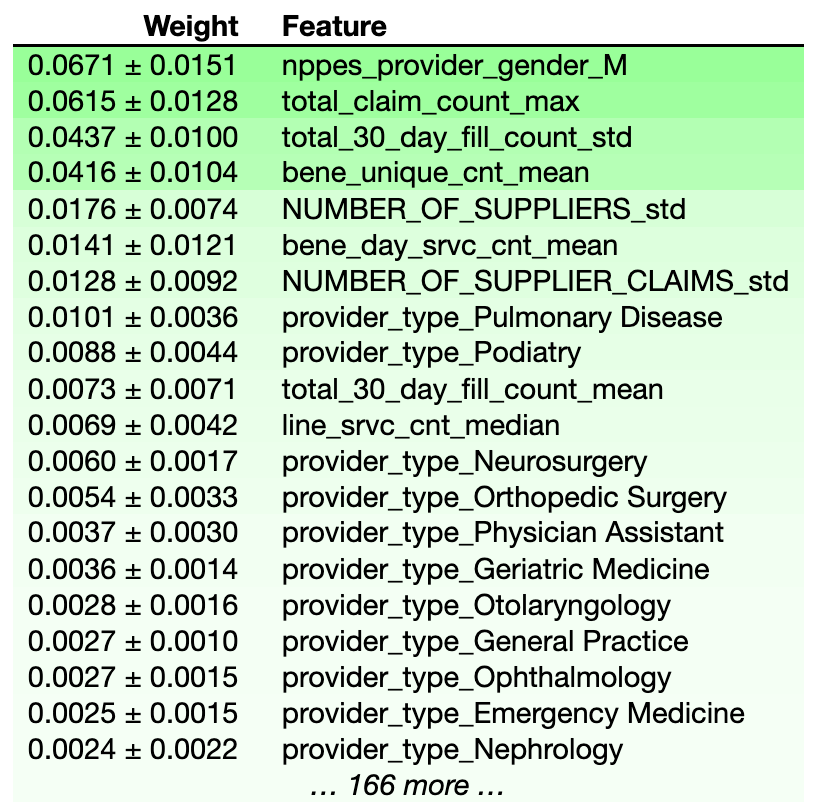 Weight Feature
0.0671 ± 0.0151 nppes_provider_gender_M
0.0615 ± 0.0128 total_claim_count_max
0.0437 ± 0.0100 total_30_day_fill_count_std
0.0416 ± 0.0104 bene_unique_cnt_mean
0.0176 ± 0.0074 NUMBER_OF_SUPPLIERS_std
0.0141 ± 0.0121 bene_day_srvc_cnt_mean
0.0128 ± 0.0092 NUMBER_OF_SUPPLIER_CLAIMS_std
0.0101 ± 0.0036 provider_type_Pulmonary Disease
0.0088 ± 0.0044 provider_type_Podiatry
0.0073 ± 0.0071 total_30_day_fill_count_mean
0.0069 ± 0.0042 line_srvc_cnt_median
0.0060 ± 0.0017 provider_type_Neurosurgery
0.0054 ± 0.0033 provider_type_Orthopedic Surgery
0.0037 ± 0.0030 provider_type_Physician Assistant
0.0036 ± 0.0014 provider_type_Geriatric Medicine
0.0028 ± 0.0016 provider_type_Otolaryngology
0.0027 ± 0.0010 provider_type_General Practice
0.0027 ± 0.0015 provider_type_Ophthalmology
0.0025 ± 0.0015 provider_type_Emergency Medicine
0.0024 ± 0.0022 provider_type_Nephrology
… 166 more …